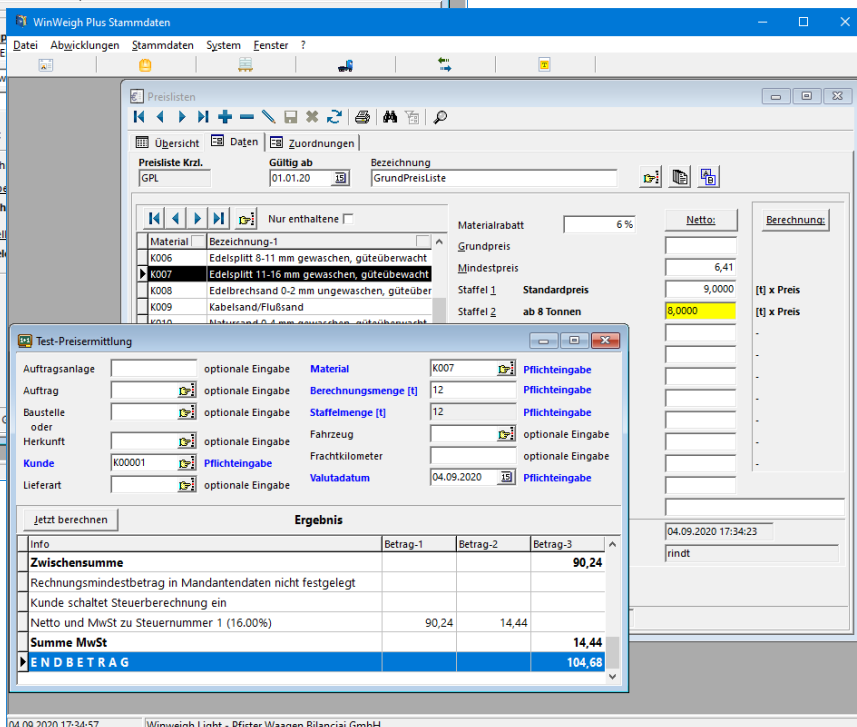 WinWeigh Plus Stammdaten
Datei Abwicklungen Stammdaten System Fenster ?
Preislisten
Übersicht Daten Zuordnungen
Preisliste Krzl. Gültig ab Bezeichnung
GPL 01.01.20 15 GrundPreisListe
Nur enthaltene
Material Bezeichnung-1
K006 Edelsplitt 8-11 mm gewaschen, güteüberwacht
K007 Edelsplitt 11-16 mm gewaschen, güteüberwacht
K008 Edelbrechsand 0-2 mm ungewaschen, güteüber
K009 Kabelsand/Flußsand
K010 Natursand 0-4 mm gewaschen, güteüberwacht
Netto: Berechnung:
Materialrabatt 6 %
Grundpreis
Mindestpreis 6,41
Staffel 1 Standardpreis 9,0000 [t] x Preis
Staffel 2 ab 8 Tonnen 8,0000 [t] x Preis
-
-
-
-
-
-
-
04.09.2020 17:34:23
rindt
Test-Preisermittlung
Auftragsanlage optionale Eingabe Material K007 Pflichteingabe
Auftrag optionale Eingabe Berechnungsmenge [t] 12 Pflichteingabe
Baustelle optionale Eingabe Staffelmenge [t] 12 Pflichteingabe
oder
Herkunft optionale Eingabe Fahrzeug optionale Eingabe
Kunde K00001 Pflichteingabe Frachtkilometer optionale Eingabe
Lieferart optionale Eingabe Valutadatum 04.09.2020 15 Pflichteingabe
Jetzt berechnen Ergebnis
Info Betrag-1 Betrag-2 Betrag-3
Zwischensumme 90,24
Rechnungsmindestbetrag in Mandantendaten nicht festgelegt
Kunde schaltet Steuerberechnung ein
Netto und MwSt zu Steuernummer 1 (16.00%) 90,24 14,44
Summe MwSt 14,44
E N D B E T R A G 104,68
04.09.2020 17:34:57 Winweigh Light - Pfister Waagen Bilanciai GmbH